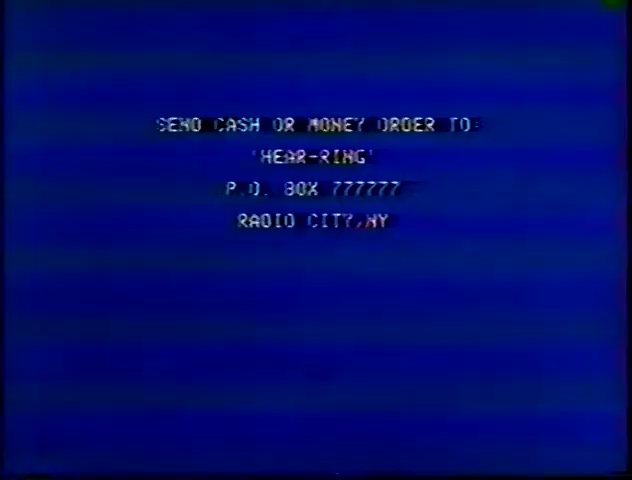 SEND CASH OR MONEY ORDER TO:
'HEAR-RING'
P.O. BOX 777777
RADIO CITY,NY